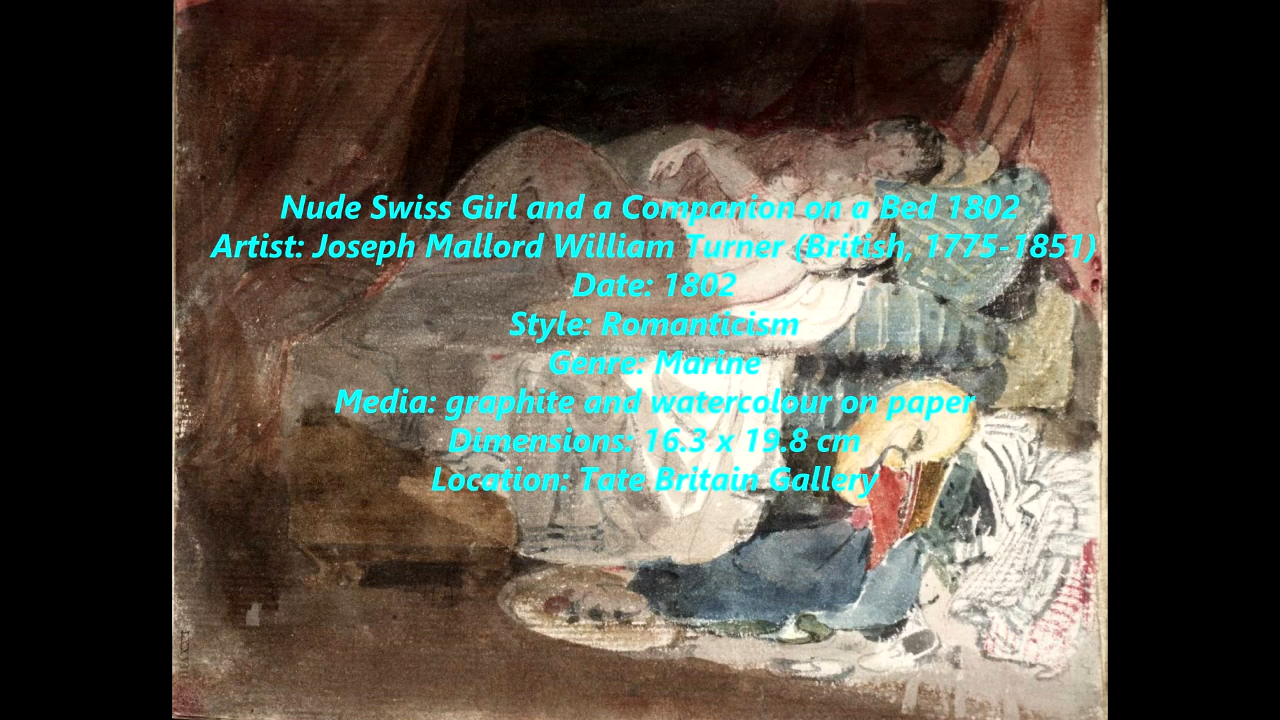 Nude Swiss Girl and a Companion on a Bed 1802
Artist: Joseph Mallord William Turner (British, 1775-1851)
Date: 1802
Style: Romanticism
Genre: Marine
Media: graphite and watercolour on paper
Dimensions: 16.3 x 19.8 cm
Location: Tate Britain Gallery